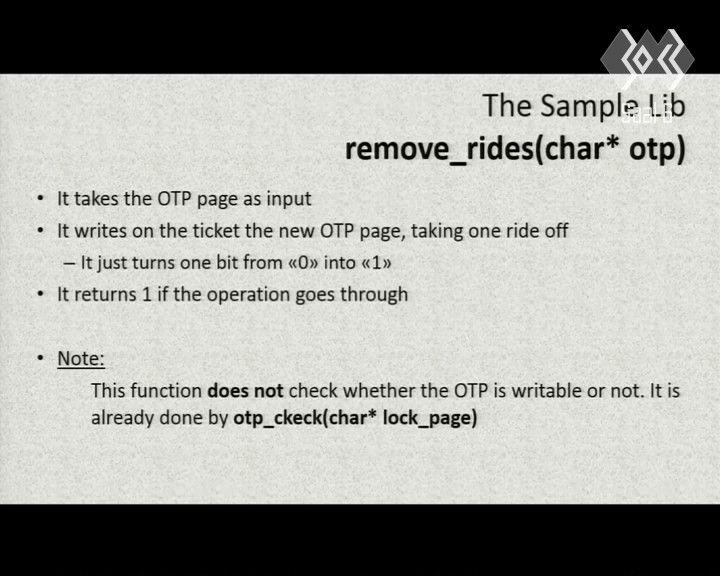 The Sample Lib
remove_rides(char* otp)
• It takes the OTP page as input
• It writes on the ticket the new OTP page, taking one ride off
– It just turns one bit from «0» into «1»
• It returns 1 if the operation goes through
• Note:
This function does not check whether the OTP is writable or not. It is
already done by otp_ckeck(char* lock_page)